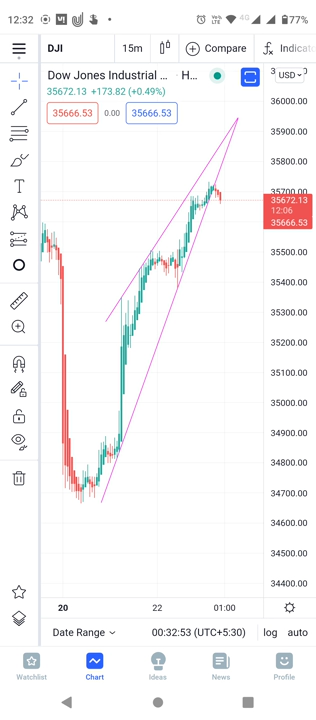 12:32
4G
77%
DJI
15m
Compare
Indicat
Dow Jones Industrial ...
H...
USD
35672.13 +173.82 (+0.49%)
35666.53
0.00
35666.53
36000.00
35900.00
35800.00
35700.00
35672.13
12:06
35666.53
35500.00
35400.00
35300.00
35200.00
35100.00
35000.00
34900.00
34800.00
34700.00
34600.00
34500.00
34400.00
20
22
01:00
Date Range
00:32:53 (UTC+5:30)
log
auto
Watchlist
Chart
Ideas
News
Profile